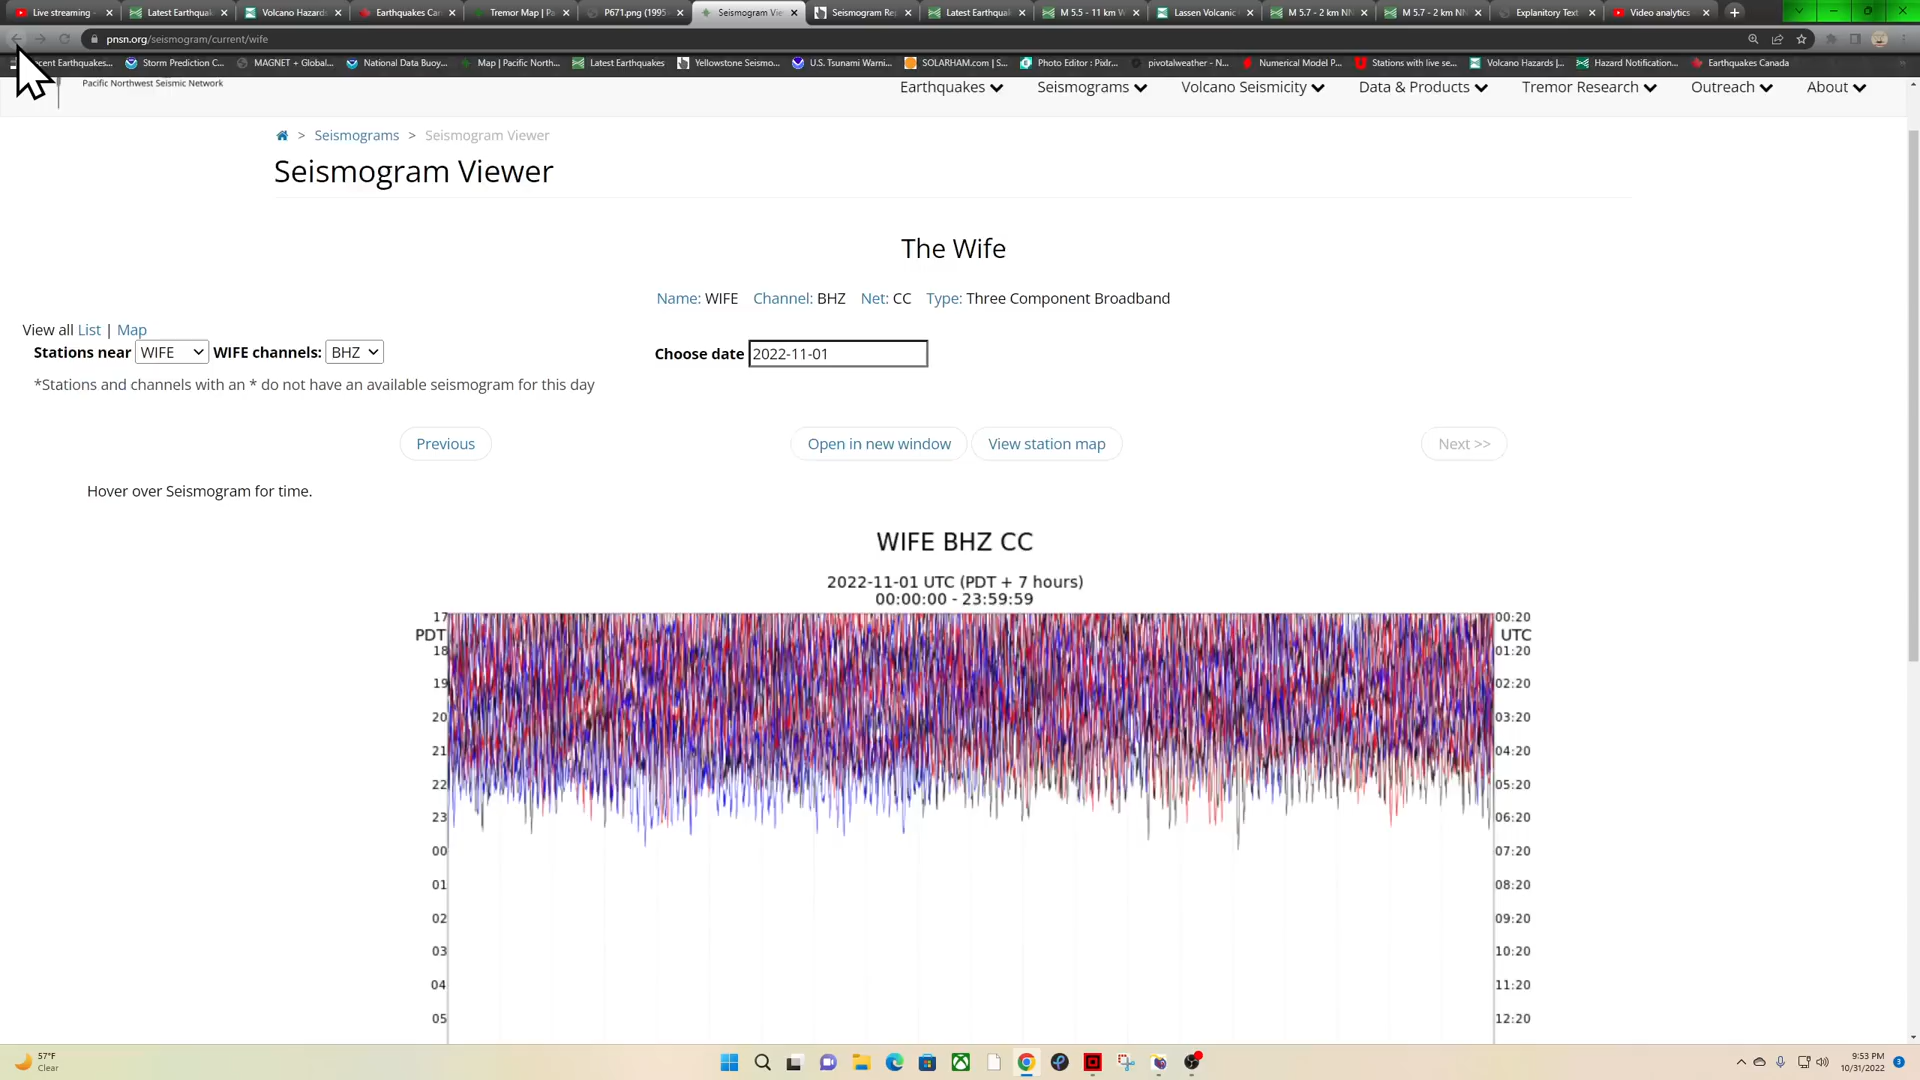 Live streaming - Latest Earthqual Volcano Hazard Earthquakes Can Tremor Map | Pa P671.png (1995 Seismogram Vie Seismogram Re Latest Earthqua M 5.5 - 11 km W Lassen Volcanic M 5.7 - 2 km NN M 5.7 - 2 km NN Explanitory Text Video analytics
pnsn.org/seismogram/current/wife
cent Earthquakes... Storm Prediction C... MAGNET + Global... National Data Buoy... Map | Pacific North... Latest Earthquakes Yellowstone Seismo... U.S. Tsunami Warni... SOLARHAM.com | S... Photo Editor : Pixlr... pivotalweather - N... Numerical Model P... Stations with live se... Volcano Hazards |... Hazard Notification... Earthquakes Canada
Pacific Northwest Seismic Network
Earthquakes Seismograms Volcano Seismicity Data & Products Tremor Research Outreach About
> Seismograms > Seismogram Viewer
Seismogram Viewer
The Wife
Name: WIFE Channel: BHZ Net: CC Type: Three Component Broadband
View all List | Map
Stations near WIFE WIFE channels: BHZ
Choose date 2022-11-01
*Stations and channels with an * do not have an available seismogram for this day
Previous Open in new window View station map Next >>
Hover over Seismogram for time.
WIFE BHZ CC
2022-11-01 UTC (PDT + 7 hours)
00:00:00 - 23:59:59
17 00:20
PDT UTC
18 01:20
19 02:20
20 03:20
21 04:20
22 05:20
23 06:20
00 07:20
01 08:20
02 09:20
03 10:20
04 11:20
05 12:20
57°F
Clear
9:53 PM
10/31/2022
3